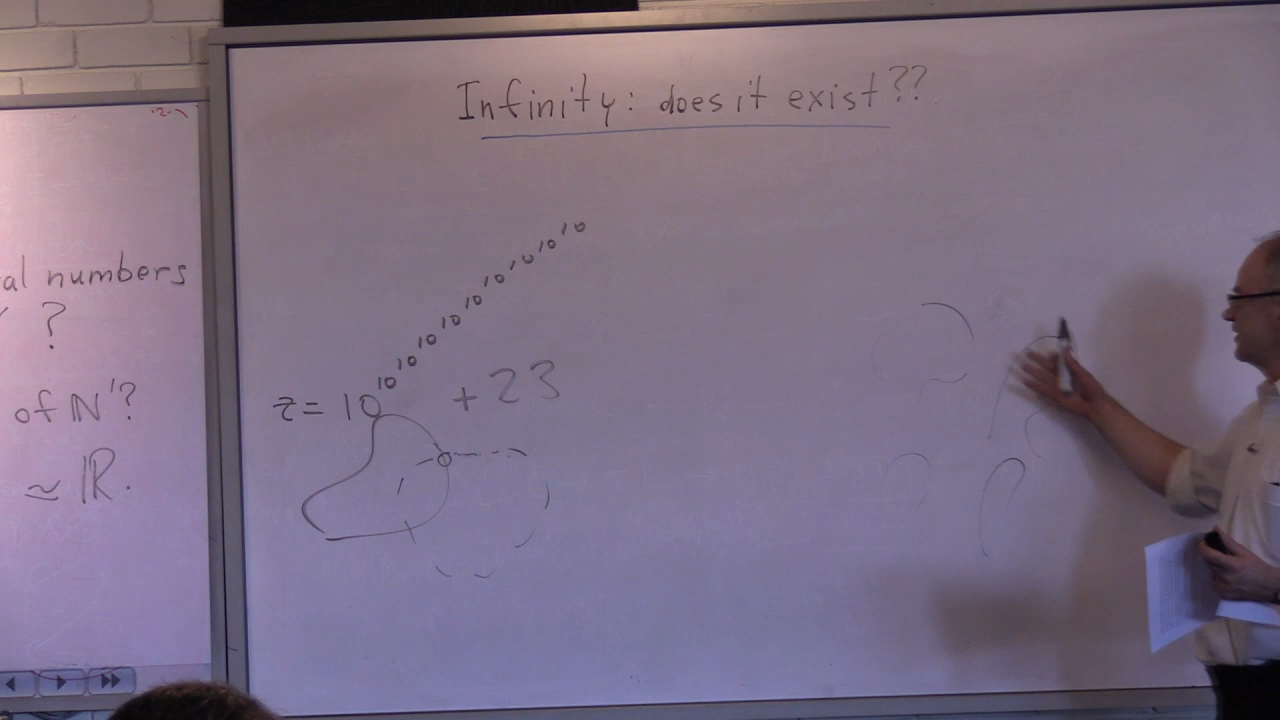 al numbers
?
of ℕ'?
≃ ℝ.
Infinity: does it exist??
z = 10^10^10^10^10^10^10^10^10^10 + 23